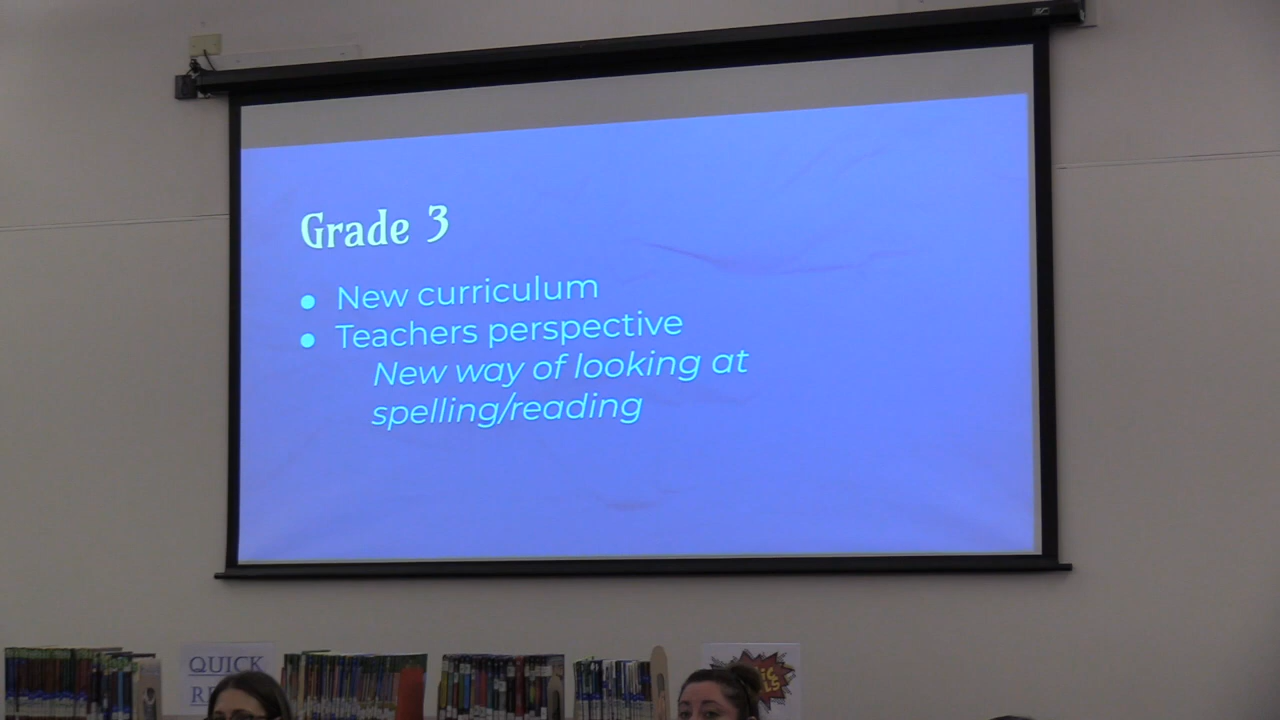 Grade 3
● New curriculum
● Teachers perspective
New way of looking at
spelling/reading
QUICK